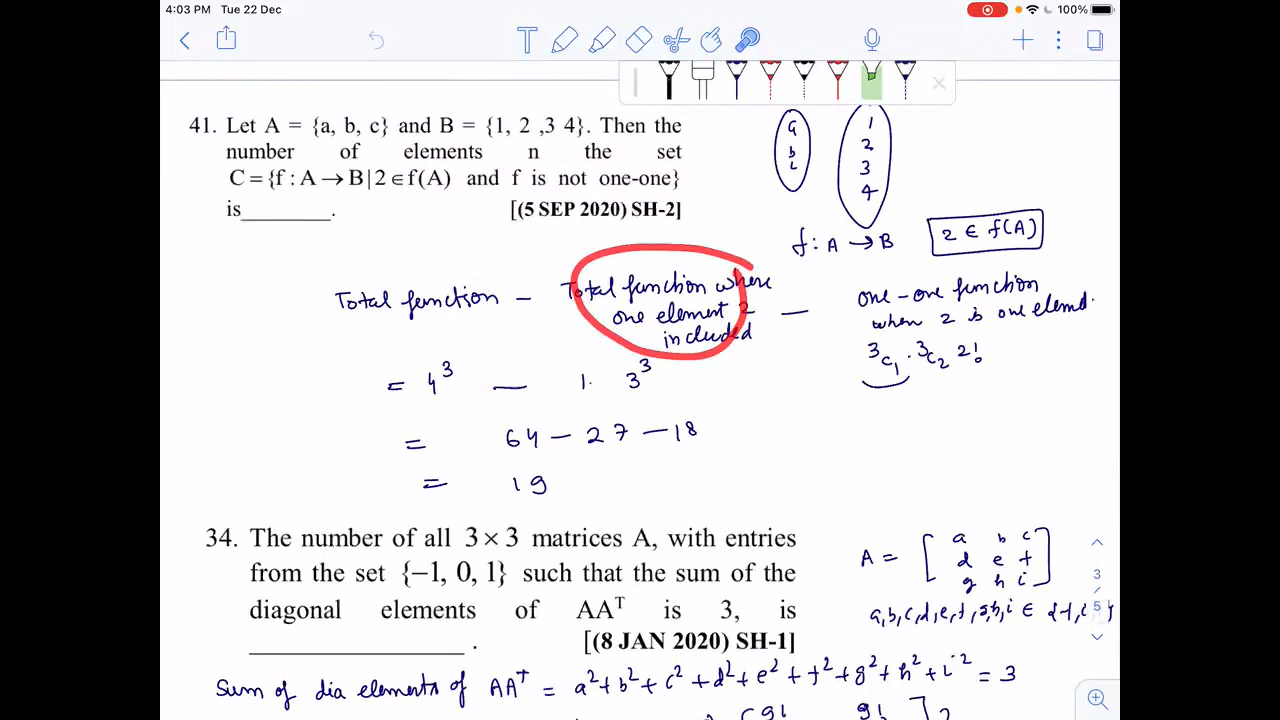 4:03 PM Tue 22 Dec
100%
T
41. Let A = {a, b, c} and B = {1, 2 ,3 4}. Then the
number of elements n the set
C = {f : A → B | 2 ∈ f(A) and f is not one-one}
is________.
[(5 SEP 2020) SH-2]
a
b
c
1
2
3
4
f : A → B
2 ∈ f(A)
Total function − Total function where
one element 2
included
— one-one function
when 2 is one element.
³C₁ · ³C₂ 2!
= 4³ — 1. 3³
= 64 − 27 − 18
= 19
34. The number of all 3 × 3 matrices A, with entries
from the set {−1, 0, 1} such that the sum of the
diagonal elements of AAᵀ is 3, is
____________________ .
[(8 JAN 2020) SH-1]
A = [ a b c
d e f
g h i ]
a,b,c,d,e,f,g,h,i ∈
3
/
5
Sum of dia elements of AAᵀ = a² + b² + c² + d² + e² + f² + g² + h² + i² = 3